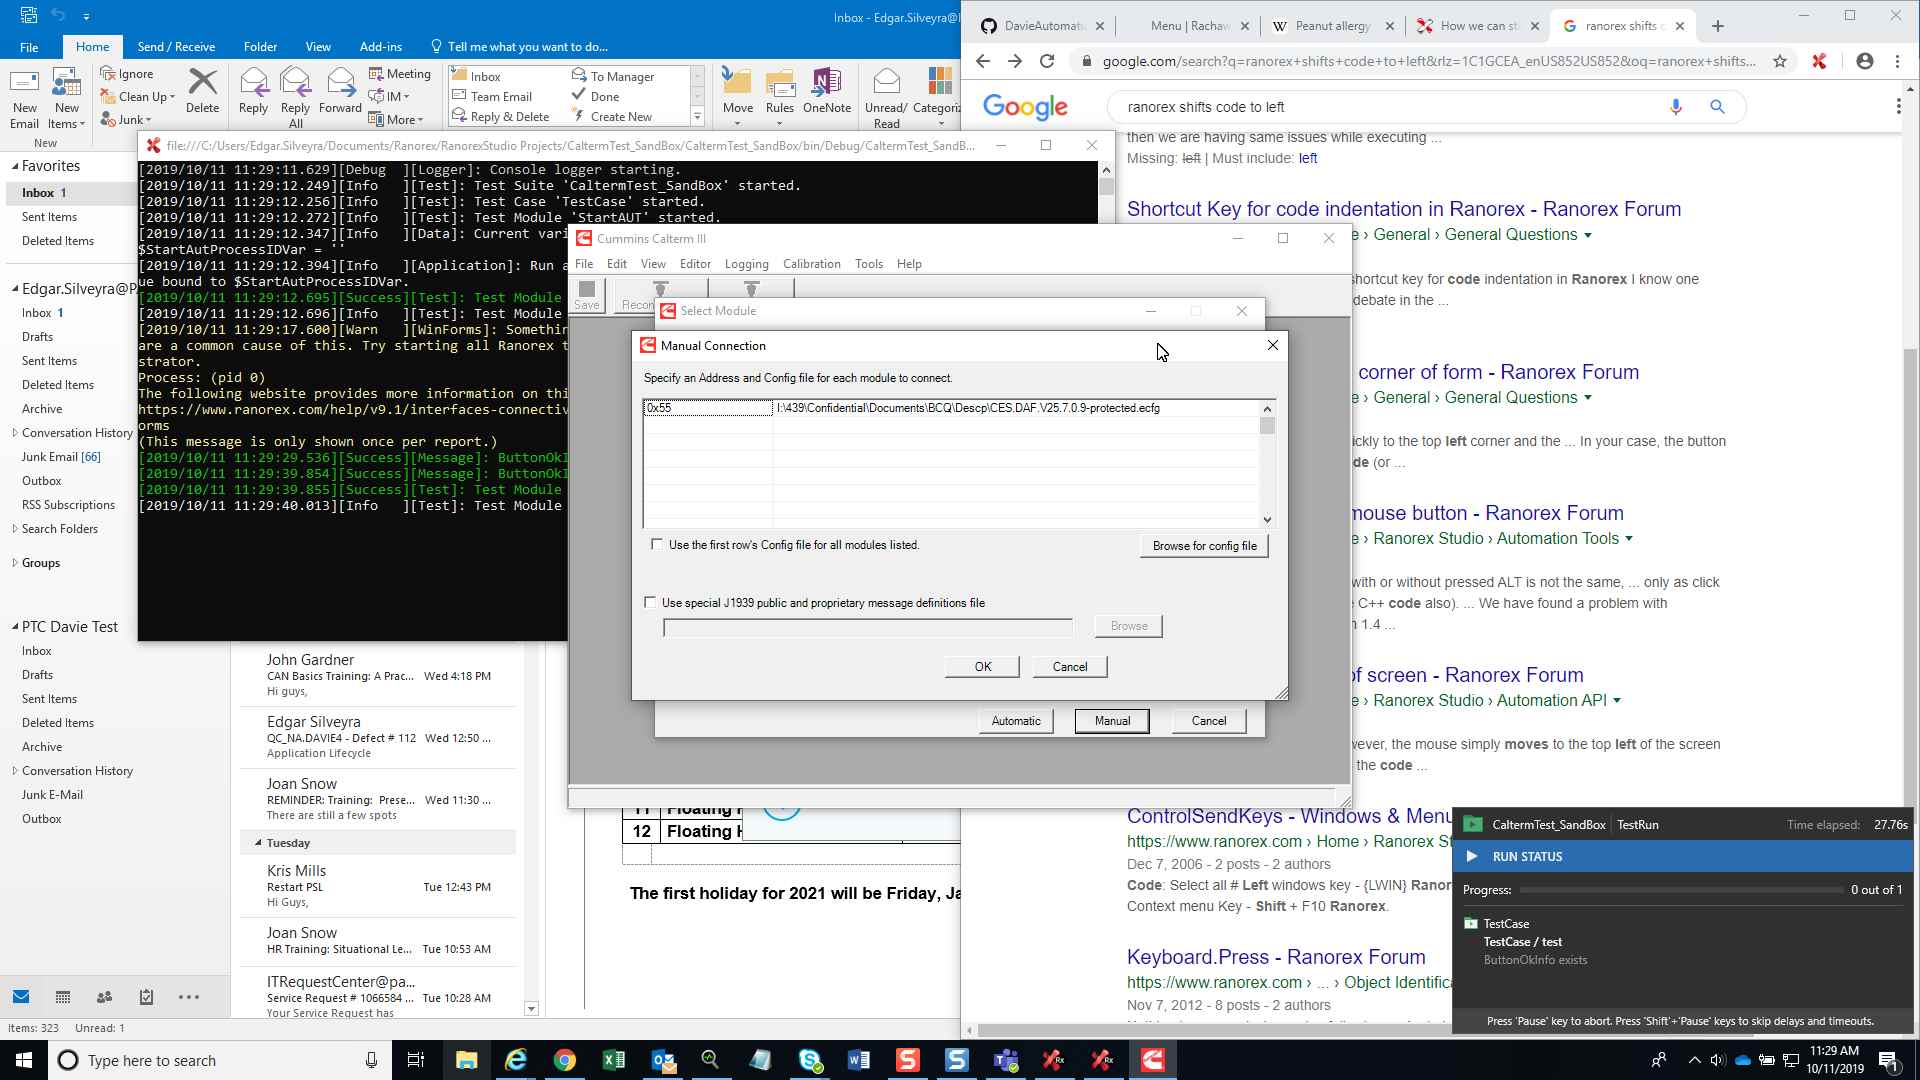 Inbox - Edgar.Silveyra@
File
Home
Send / Receive
Folder
View
Add-ins
Tell me what you want to do...
New
Email
New
Items
Ignore
Clean Up
Junk
Delete
Reply
Reply
All
Forward
Meeting
IM
More
Inbox
Team Email
Reply & Delete
To Manager
Done
Create New
Move
Rules
OneNote
Unread/
Read
Categoriz
New
Favorites
Inbox 1
Sent Items
Deleted Items
Edgar.Silveyra@P
Inbox 1
Drafts
Sent Items
Deleted Items
Archive
Conversation History
Junk Email [66]
Outbox
RSS Subscriptions
Search Folders
Groups
PTC Davie Test
Inbox
Drafts
Sent Items
Deleted Items
Archive
Conversation History
Junk E-Mail
Outbox
Items: 323
Unread: 1
file:///C:/Users/Edgar.Silveyra/Documents/Ranorex/RanorexStudio Projects/CaltermTest_SandBox/CaltermTest_SandBox/bin/Debug/CaltermTest_SandB...
[2019/10/11 11:29:11.629][Debug ][Logger]: Console logger starting.
[2019/10/11 11:29:12.249][Info ][Test]: Test Suite 'CaltermTest_SandBox' started.
[2019/10/11 11:29:12.256][Info ][Test]: Test Case 'TestCase' started.
[2019/10/11 11:29:12.272][Info ][Test]: Test Module 'StartAUT' started.
[2019/10/11 11:29:12.347][Info ][Data]: Current vari
$StartAutProcessIDVar = ''
[2019/10/11 11:29:12.394][Info ][Application]: Run a
ue bound to $StartAutProcessIDVar.
[2019/10/11 11:29:12.695][Success][Test]: Test Module
[2019/10/11 11:29:12.696][Info ][Test]: Test Module
[2019/10/11 11:29:17.600][Warn ][WinForms]: Somethin
are a common cause of this. Try starting all Ranorex t
strator.
Process: (pid 0)
The following website provides more information on thi
https://www.ranorex.com/help/v9.1/interfaces-connectiv
orms
(This message is only shown once per report.)
[2019/10/11 11:29:29.536][Success][Message]: ButtonOkI
[2019/10/11 11:29:39.854][Success][Message]: ButtonOkI
[2019/10/11 11:29:39.855][Success][Test]: Test Module
[2019/10/11 11:29:40.013][Info ][Test]: Test Module
John Gardner
CAN Basics Training: A Prac... Wed 4:18 PM
Hi guys,
Edgar Silveyra
QC_NA.DAVIE4 - Defect # 112 Wed 12:50 ...
Application Lifecycle
Joan Snow
REMINDER: Training: Prese... Wed 11:30 ...
There are still a few spots
Tuesday
Kris Mills
Restart PSL Tue 12:43 PM
Hi Guys,
Joan Snow
HR Training: Situational Le... Tue 10:53 AM
ITRequestCenter@pa...
Service Request # 1066584 ... Tue 10:28 AM
Your Service Request has
12 Floating H
The first holiday for 2021 will be Friday, Ja
Cummins Calterm III
File Edit View Editor Logging Calibration Tools Help
Save
Recon
Select Module
Manual Connection
Specify an Address and Config file for each module to connect.
0x55 I:\439\Confidential\Documents\BCQ\Descp\CES.DAF.V25.7.0.9-protected.ecfg
Use the first row's Config file for all modules listed.
Browse for config file
Use special J1939 public and proprietary message definitions file
Browse
OK
Cancel
Automatic
Manual
Cancel
DavieAutomati
Menu | Rachaw
Peanut allergy
How we can st
ranorex shifts c
google.com/search?q=ranorex+shifts+code+to+left&rlz=1C1GCEA_enUS852US852&oq=ranorex+shifts...
Google
ranorex shifts code to left
then we are having same issues while executing ...
Missing: left | Must include: left
Shortcut Key for code indentation in Ranorex - Ranorex Forum
e › General › General Questions
shortcut key for code indentation in Ranorex I know one
debate in the ...
corner of form - Ranorex Forum
e › General › General Questions
ickly to the top left corner and the ... In your case, the button
de (or ...
mouse button - Ranorex Forum
e › Ranorex Studio › Automation Tools
with or without pressed ALT is not the same, ... only as click
C++ code also). ... We have found a problem with
1.4 ...
of screen - Ranorex Forum
e › Ranorex Studio › Automation API
wever, the mouse simply moves to the top left of the screen
the code ...
ControlSendKeys - Windows & Menu
https://www.ranorex.com › Home › Ranorex St
Dec 7, 2006 - 2 posts - 2 authors
Code: Select all # Left windows key - {LWIN} Ranor
Context menu Key - Shift + F10 Ranorex.
Keyboard.Press - Ranorex Forum
https://www.ranorex.com › ... › Object Identifica
Nov 7, 2012 - 8 posts - 2 authors
CaltermTest_SandBox TestRun
Time elapsed: 27.76s
RUN STATUS
Progress: 0 out of 1
TestCase
TestCase / test
ButtonOkInfo exists
Press 'Pause' key to abort. Press 'Shift'+'Pause' keys to skip delays and timeouts.
Type here to search
11:29 AM
10/11/2019
1